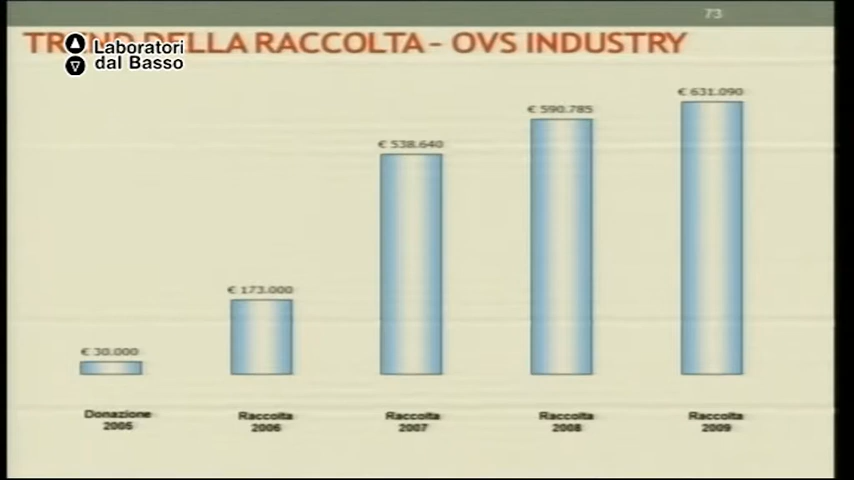 73
TREND DELLA RACCOLTA - OVS INDUSTRY
Laboratori
dal Basso
€ 631.090
€ 590.785
€ 538.640
€ 173.000
€ 30.000
Donazione
2005
Raccolta
2006
Raccolta
2007
Raccolta
2008
Raccolta
2009